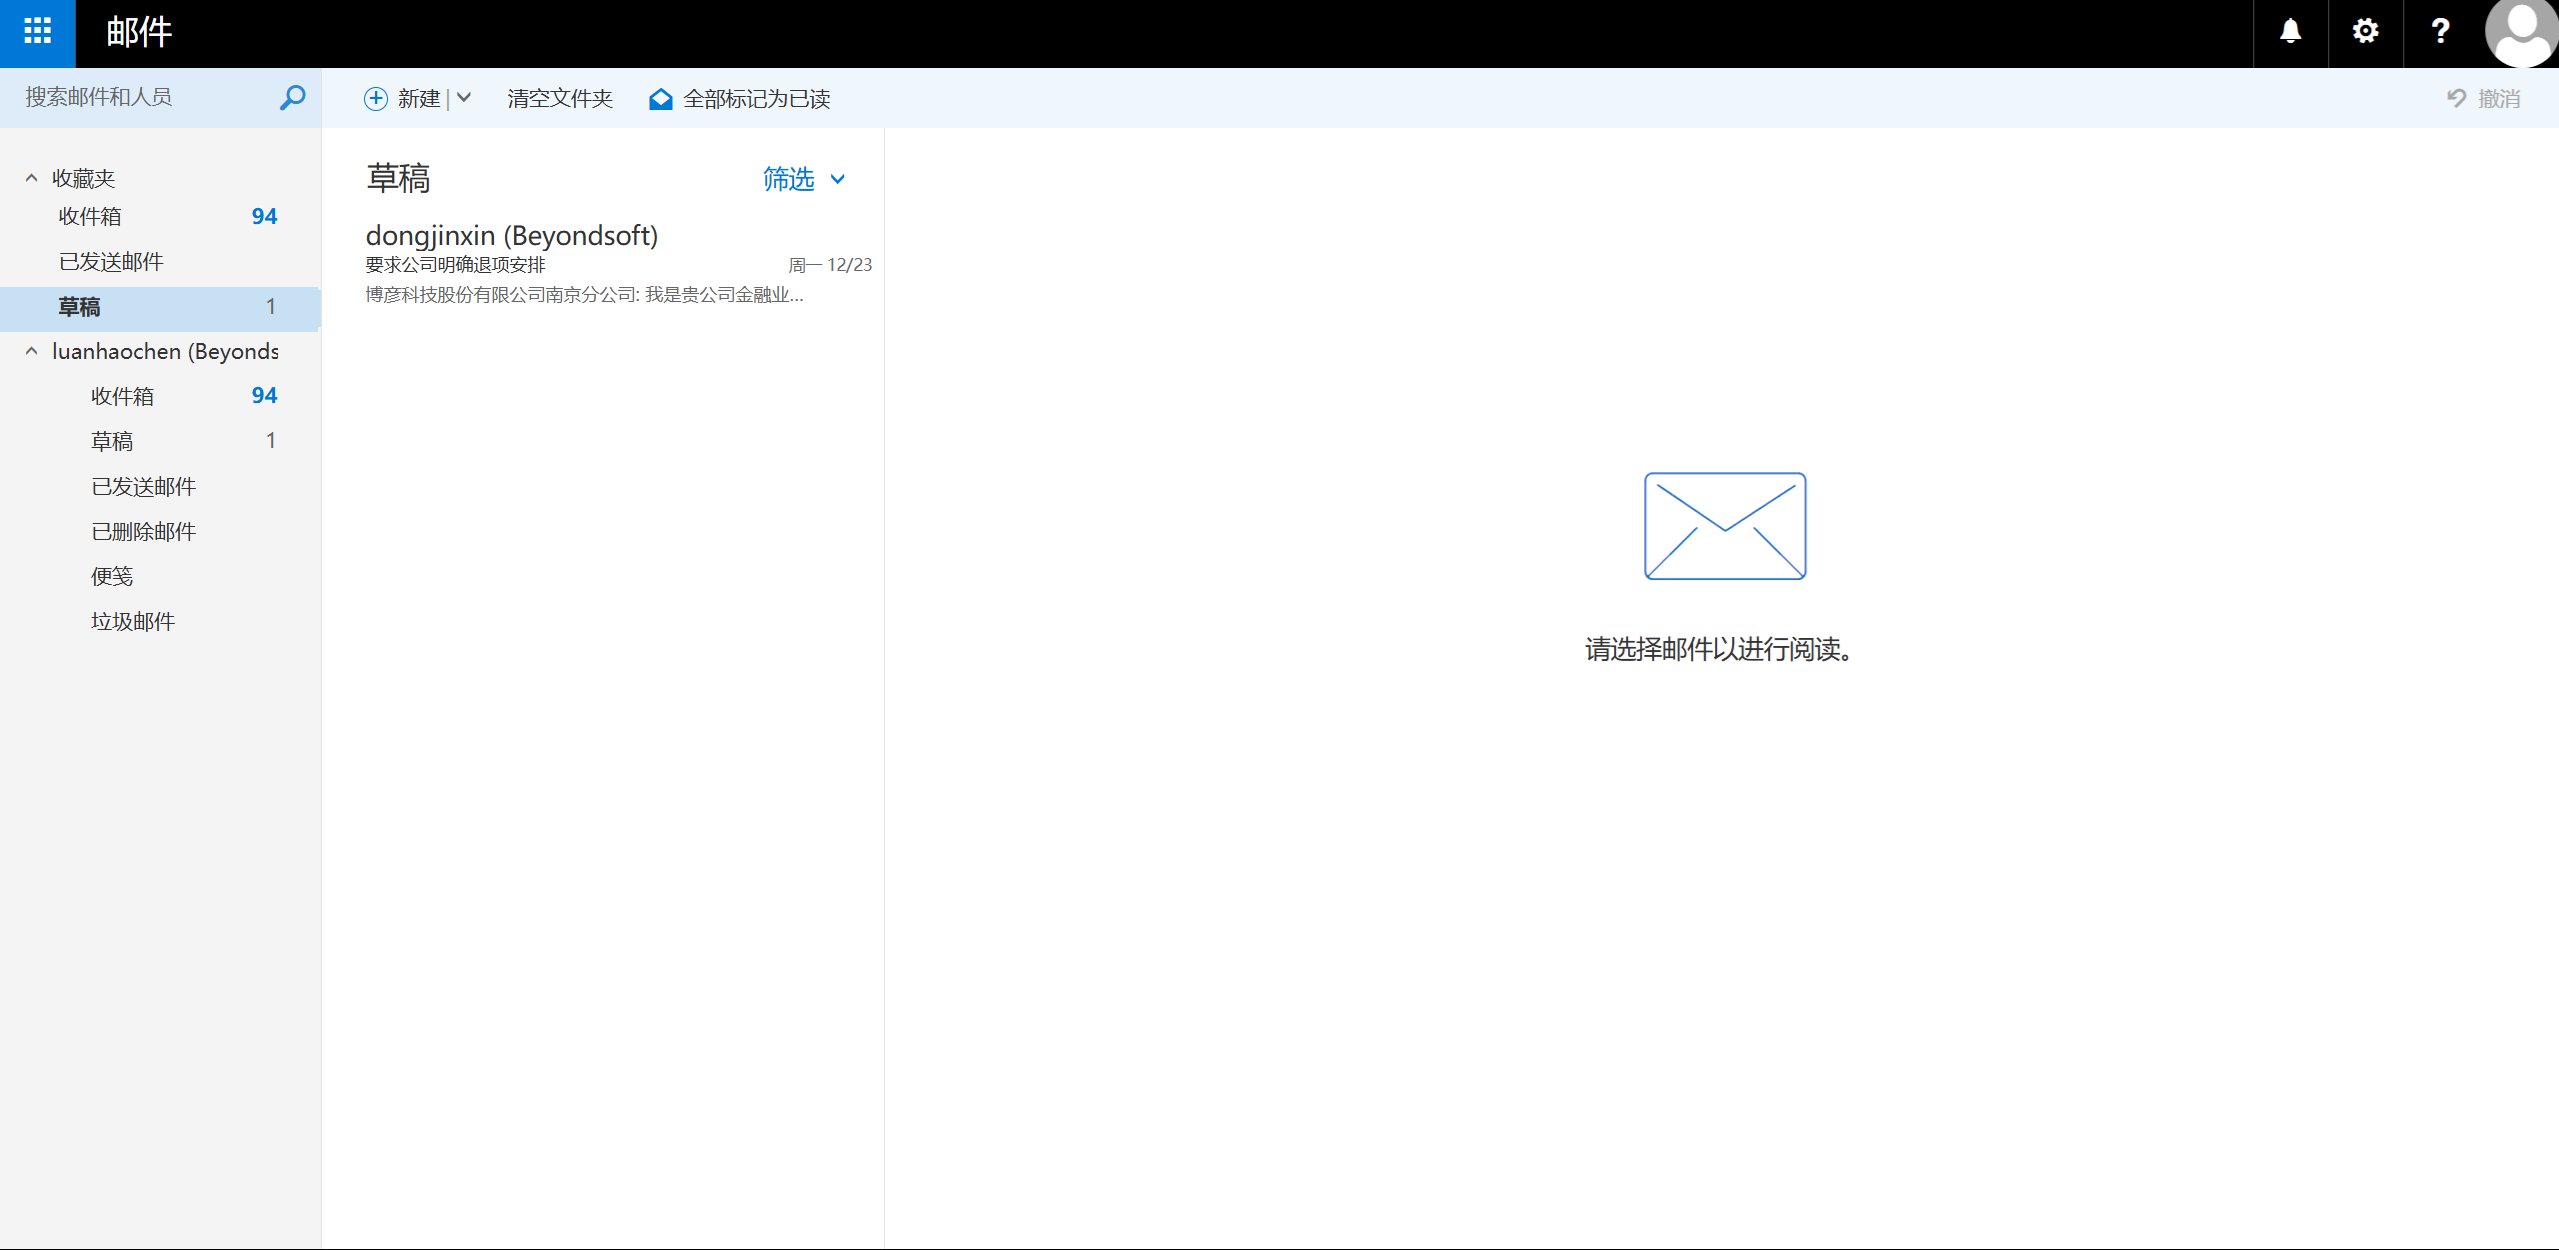 邮件
搜索邮件和人员
新建
清空文件夹
全部标记为已读
撤消
收藏夹
收件箱 94
已发送邮件
草稿 1
luanhaochen (Beyonds
收件箱 94
草稿 1
已发送邮件
已删除邮件
便笺
垃圾邮件
草稿
筛选
dongjinxin (Beyondsoft)
要求公司明确退项安排 周一 12/23
博彦科技股份有限公司南京分公司: 我是贵公司金融业...
请选择邮件以进行阅读。